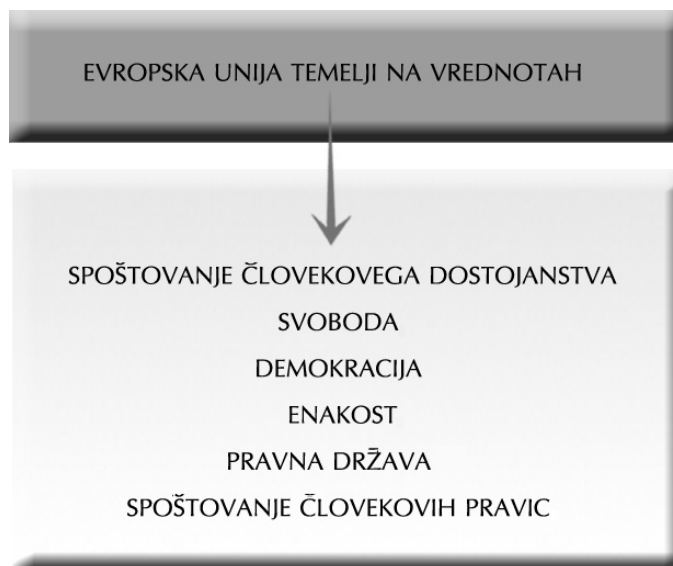 EVROPSKA UNIJA TEMELJI NA VREDNOTAH
SPOŠTOVANJE ČLOVEKOVEGA DOSTOJANSTVA
SVOBODA
DEMOKRACIJA
ENAKOST
PRAVNA DRŽAVA
SPOŠTOVANJE ČLOVEKOVIH PRAVIC